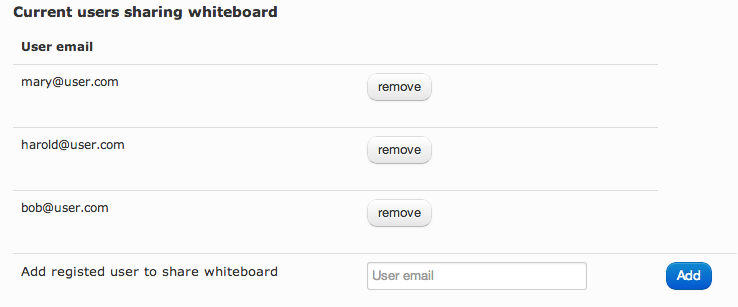 Current users sharing whiteboard
User email
mary@user.com remove
harold@user.com remove
bob@user.com remove
Add registed user to share whiteboard User email Add